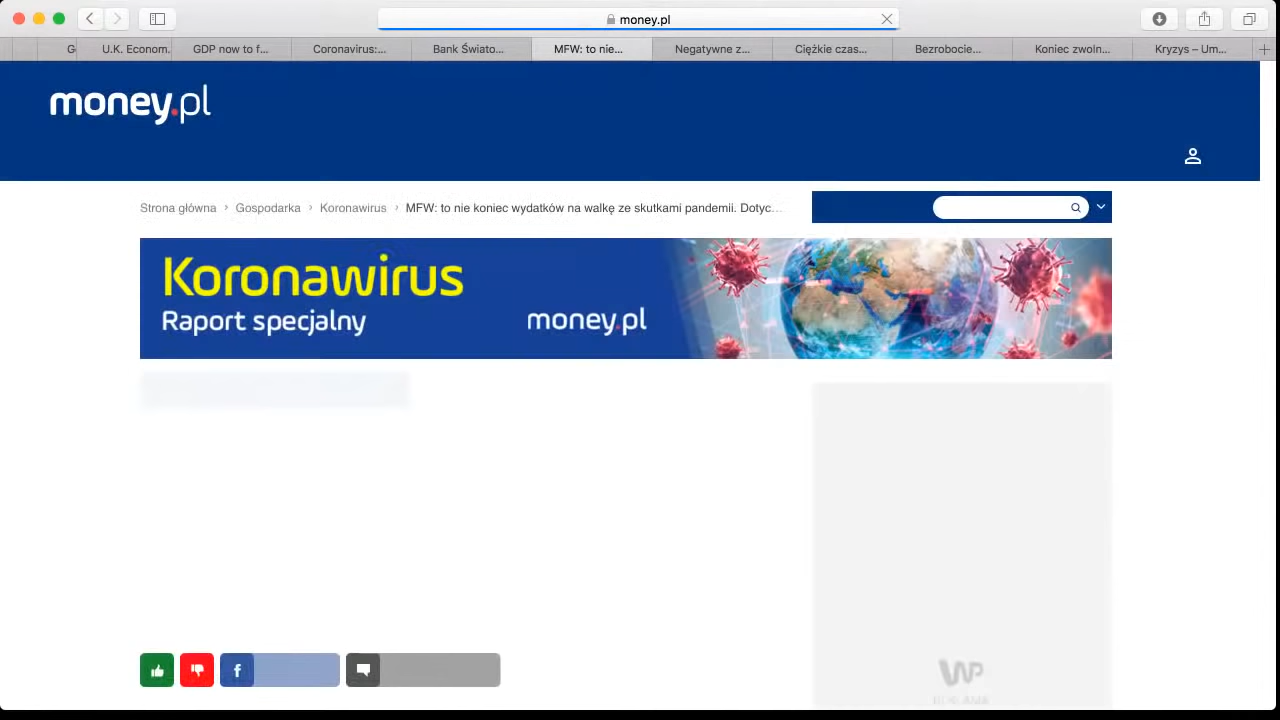 money.pl
G
U.K. Econom.
GDP now to f...
Coronavirus:...
Bank Świato...
MFW: to nie...
Negatywne z...
Ciężkie czas...
Bezrobocie...
Koniec zwoln...
Kryzys – Um...
money.pl
Strona główna › Gospodarka › Koronawirus › MFW: to nie koniec wydatków na walkę ze skutkami pandemii. Dotyc...
Koronawirus
Raport specjalny
money.pl
WP
REKLAMA